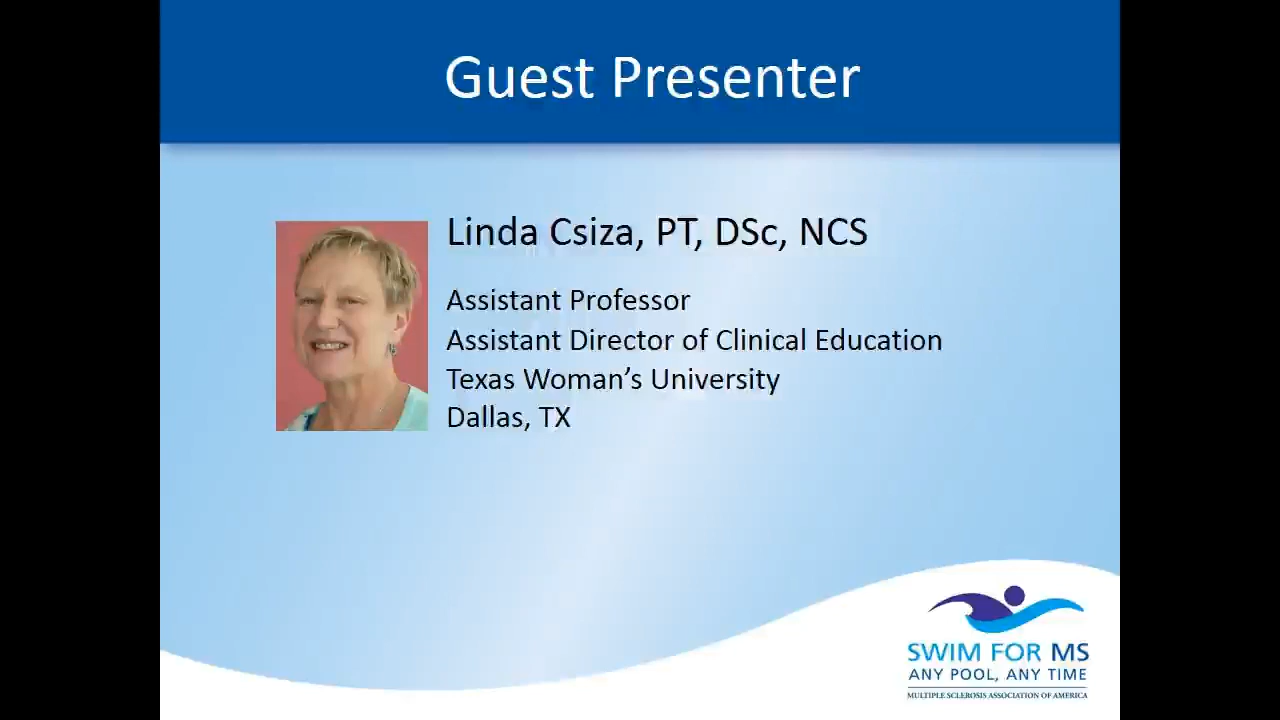 Guest Presenter
Linda Csiza, PT, DSc, NCS
Assistant Professor
Assistant Director of Clinical Education
Texas Woman’s University
Dallas, TX
SWIM FOR MS
ANY POOL, ANY TIME
MULTIPLE SCLEROSIS ASSOCIATION OF AMERICA